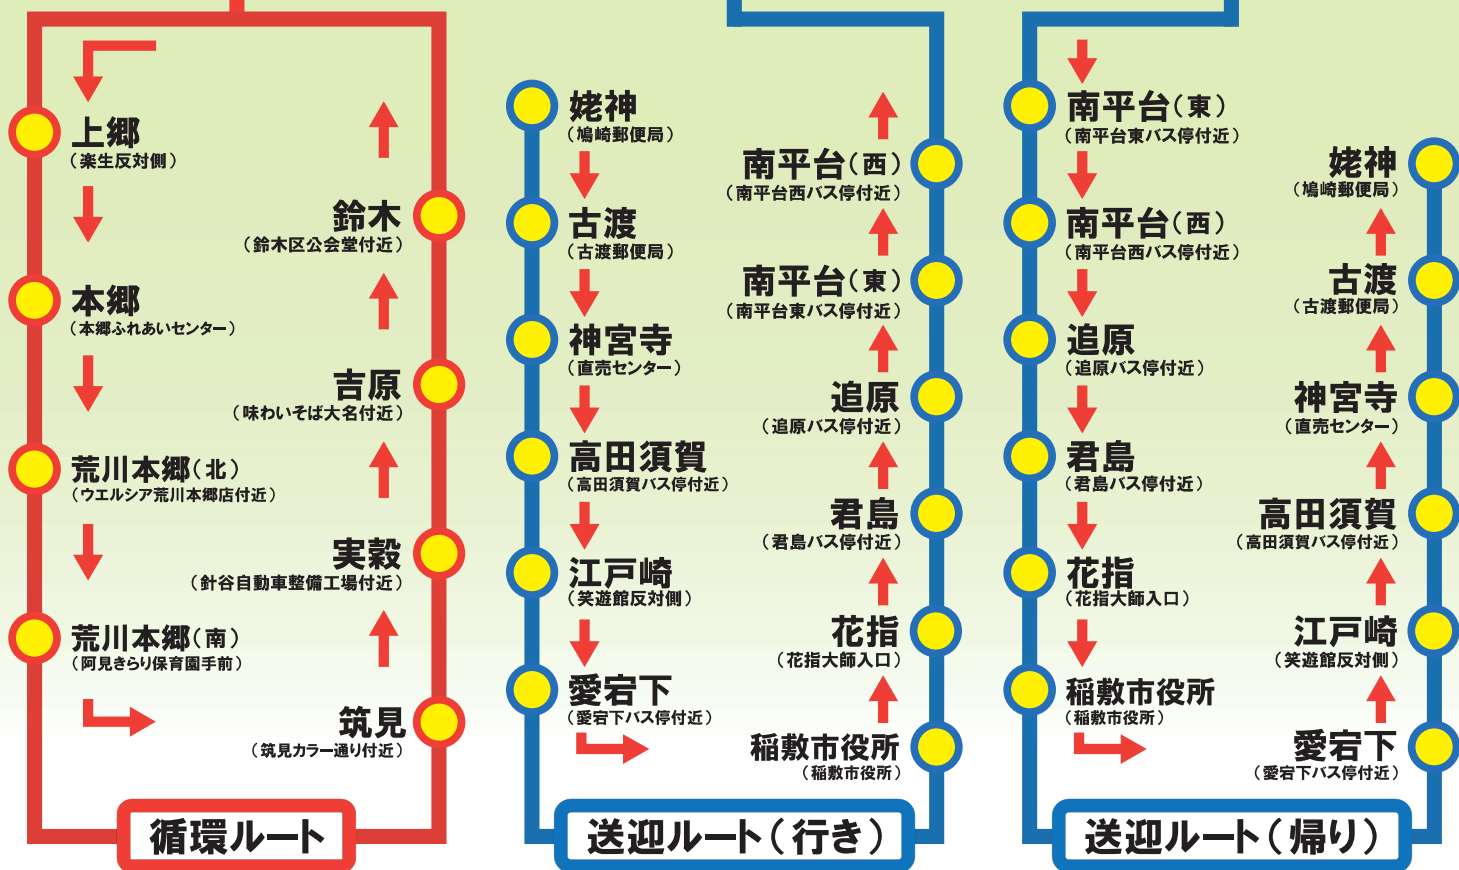 上郷
（楽生反対側）
本郷
（本郷ふれあいセンター）
荒川本郷（北）
（ウエルシア荒川本郷店付近）
荒川本郷（南）
（阿見きらり保育園手前）
鈴木
（鈴木区公会堂付近）
吉原
（味わいそば大名付近）
実穀
（針谷自動車整備工場付近）
筑見
（筑見カラー通り付近）
循環ルート
姥神
（鳩崎郵便局）
古渡
（古渡郵便局）
神宮寺
（直売センター）
高田須賀
（高田須賀バス停付近）
江戸崎
（笑遊館反対側）
愛宕下
（愛宕下バス停付近）
南平台（西）
（南平台西バス停付近）
南平台（東）
（南平台東バス停付近）
追原
（追原バス停付近）
君島
（君島バス停付近）
花指
（花指大師入口）
稲敷市役所
（稲敷市役所）
送迎ルート（行き）
南平台（東）
（南平台東バス停付近）
南平台（西）
（南平台西バス停付近）
追原
（追原バス停付近）
君島
（君島バス停付近）
花指
（花指大師入口）
稲敷市役所
（稲敷市役所）
姥神
（鳩崎郵便局）
古渡
（古渡郵便局）
神宮寺
（直売センター）
高田須賀
（高田須賀バス停付近）
江戸崎
（笑遊館反対側）
愛宕下
（愛宕下バス停付近）
送迎ルート（帰り）